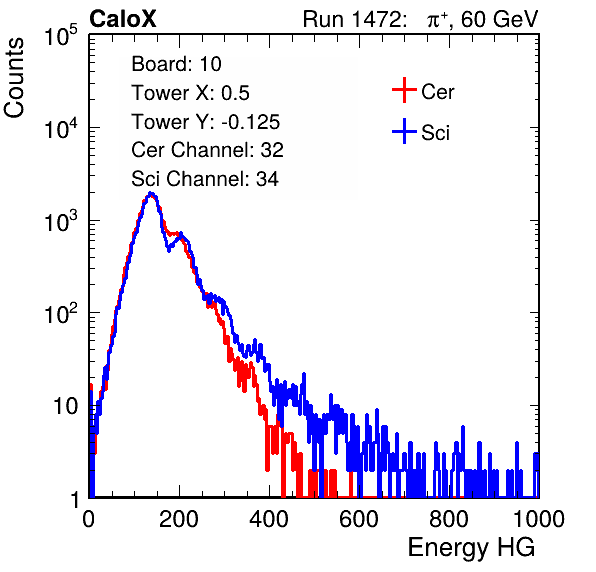 CaloX Run 1472: π⁺, 60 GeV
Counts
Board: 10
Tower X: 0.5
Tower Y: -0.125
Cer Channel: 32
Sci Channel: 34
Cer
Sci
10⁵
10⁴
10³
10²
10
1
0 200 400 600 800 1000
Energy HG